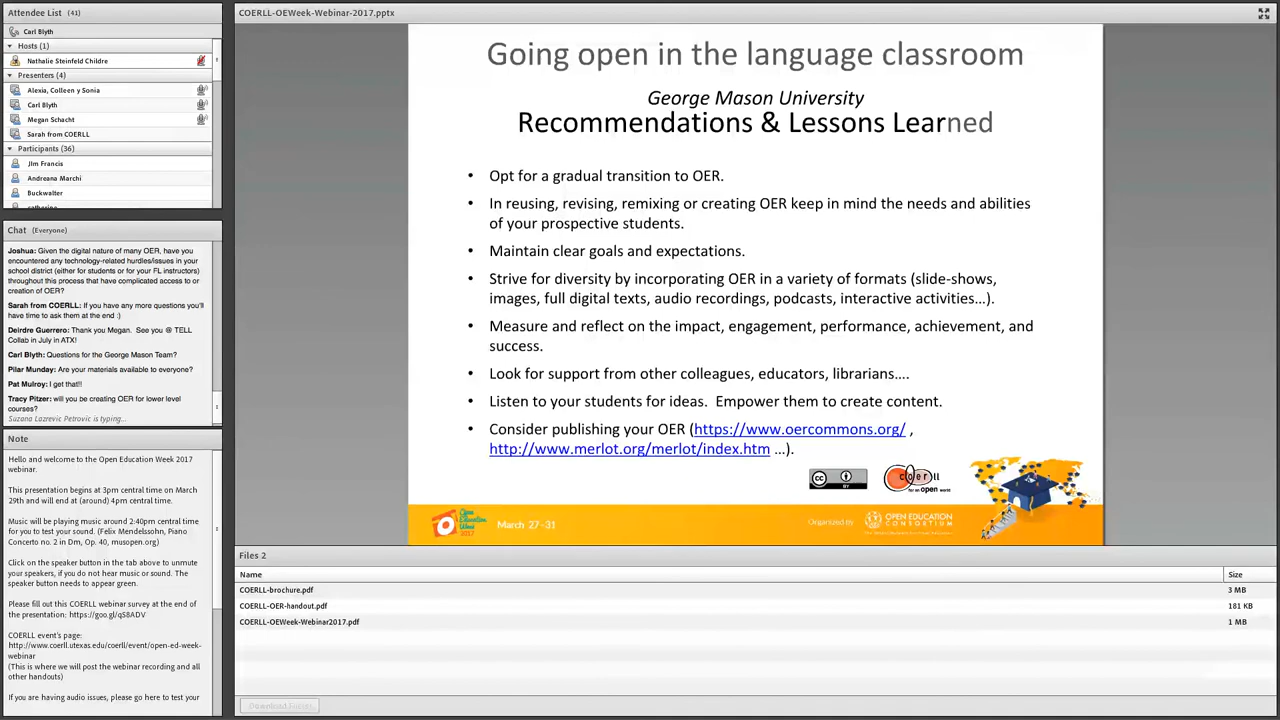 Attendee List (41)
Carl Blyth
Hosts (1)
Nathalie Steinfeld Childre
Presenters (4)
Alexia, Colleen y Sonia
Carl Blyth
Megan Schacht
Sarah from COERLL
Participants (36)
Jim Francis
Andreana Marchi
Buckwalter
Chat (Everyone)
Joshua: Given the digital nature of many OER, have you
encountered any technology-related hurdles/issues in your
school district (either for students or for your FL instructors)
throughout this process that have complicated access to or
creation of OER?
Sarah from COERLL: If you have any more questions you'll
have time to ask them at the end :)
Deirdre Guerrero: Thank you Megan. See you @ TELL
Collab in July in ATX!
Carl Blyth: Questions for the George Mason Team?
Pilar Munday: Are your materials available to everyone?
Pat Mulroy: I get that!!
Tracy Pitzer: will you be creating OER for lower level
courses?
Suzana Lazrevic Petrovic is typing...
Note
Hello and welcome to the Open Education Week 2017
webinar.
This presentation begins at 3pm central time on March
29th and will end at (around) 4pm central time.
Music will be playing music around 2:40pm central time
for you to test your sound. (Felix Mendelssohn, Piano
Concerto no. 2 in Dm, Op. 40, musopen.org)
Click on the speaker button in the tab above to unmute
your speakers, if you do not hear music or sound. The
speaker button needs to appear green.
Please fill out this COERLL webinar survey at the end of
the presentation: https://goo.gl/qS8ADV
COERLL event's page:
http://www.coerll.utexas.edu/coerll/event/open-ed-week-
webinar
(This is where we will post the webinar recording and all
other handouts)
If you are having audio issues, please go here to test your
COERLL-OEWeek-Webinar-2017.pptx
Going open in the language classroom
George Mason University
Recommendations & Lessons Learned
• Opt for a gradual transition to OER.
• In reusing, revising, remixing or creating OER keep in mind the needs and abilities
of your prospective students.
• Maintain clear goals and expectations.
• Strive for diversity by incorporating OER in a variety of formats (slide-shows,
images, full digital texts, audio recordings, podcasts, interactive activities...).
• Measure and reflect on the impact, engagement, performance, achievement, and
success.
• Look for support from other colleagues, educators, librarians....
• Listen to your students for ideas. Empower them to create content.
• Consider publishing your OER (https://www.oercommons.org/ ,
http://www.merlot.org/merlot/index.htm ...).
cc BY
coerll
for an open world
Open Education Week 2017
March 27-31
Organized by
OPEN EDUCATION
CONSORTIUM
Files 2
Name Size
COERLL-brochure.pdf 3 MB
COERLL-OER-handout.pdf 181 KB
COERLL-OEWeek-Webinar2017.pdf 1 MB